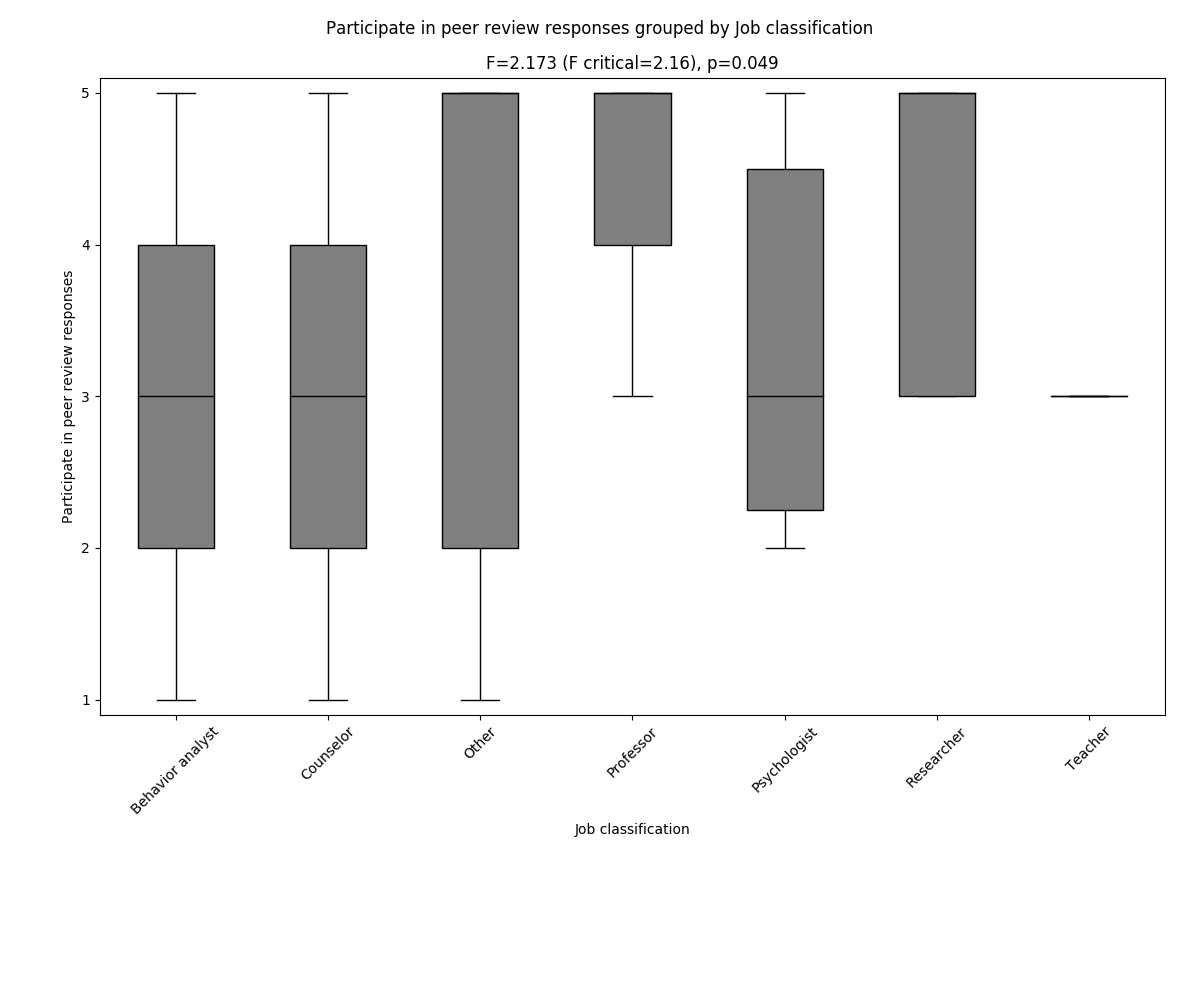 Participate in peer review responses grouped by Job classification
F=2.173 (F critical=2.16), p=0.049
Participate in peer review responses
5
4
3
2
1
Behavior analyst
Counselor
Other
Professor
Psychologist
Researcher
Teacher
Job classification